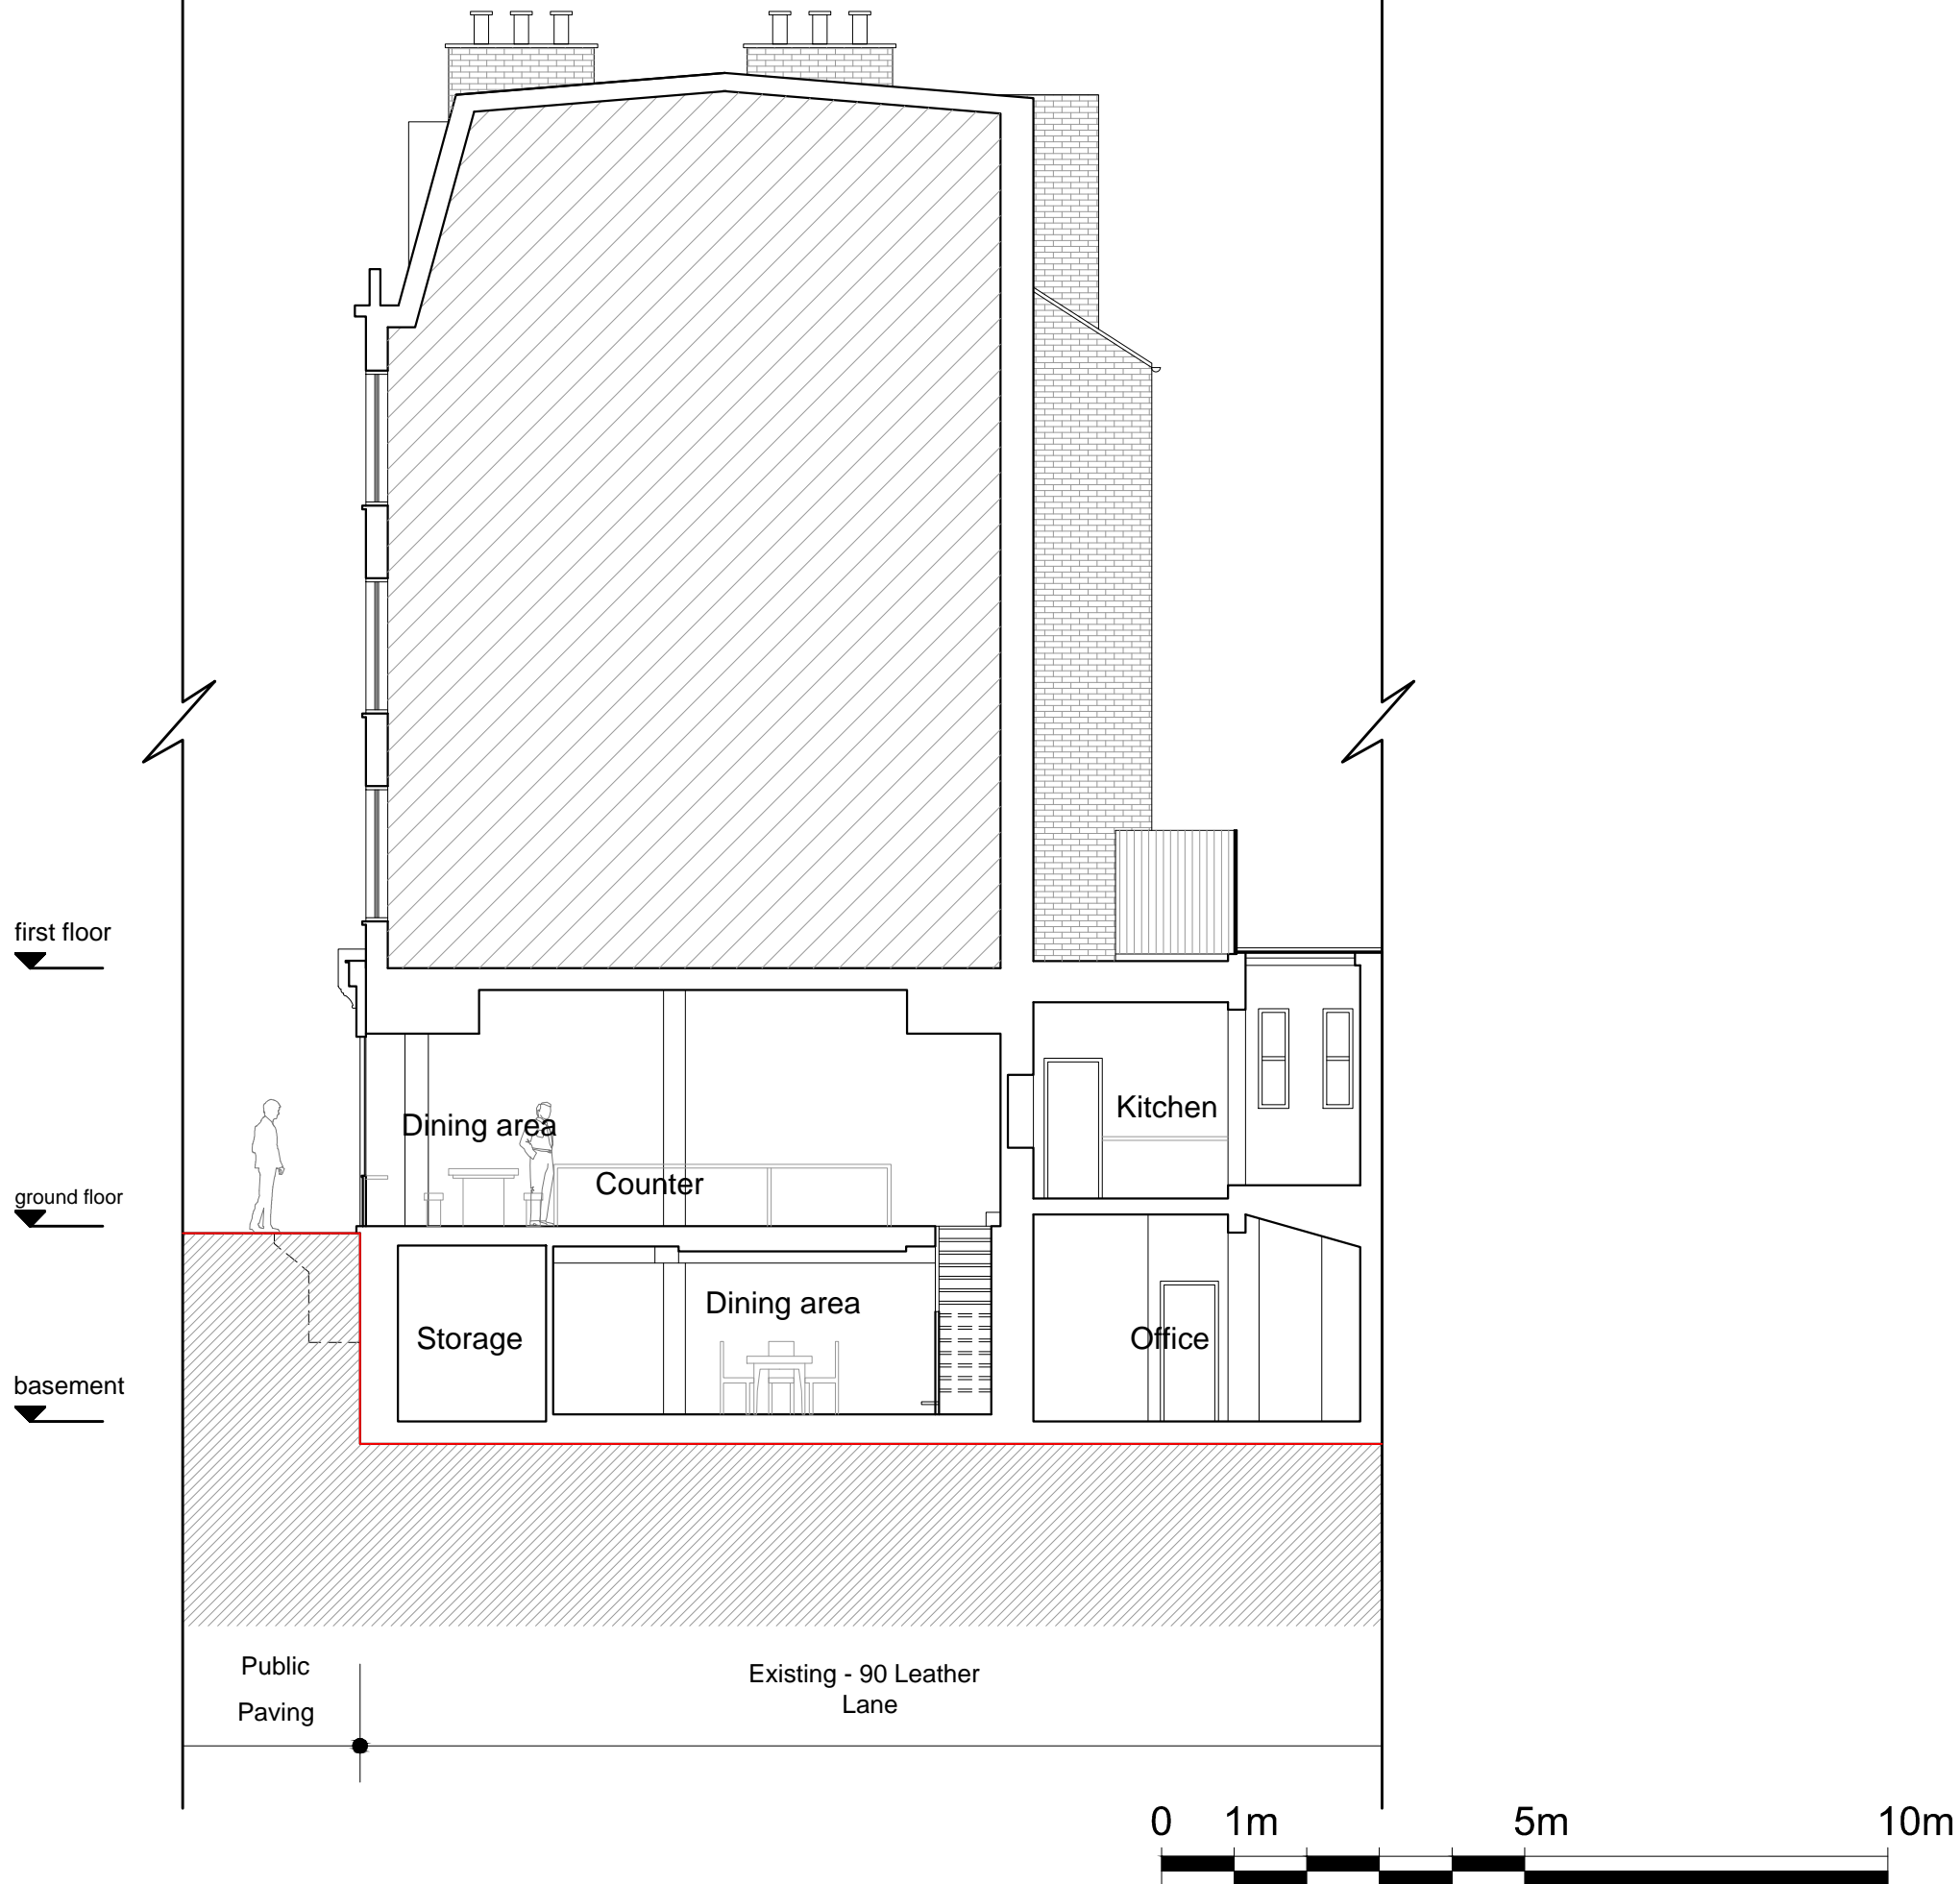 first floor
Dining area
Kitchen
Counter
ground floor
Dining area
Storage
Office
basement
Public
Paving
Existing - 90 Leather
Lane
0 1m 5m 10m